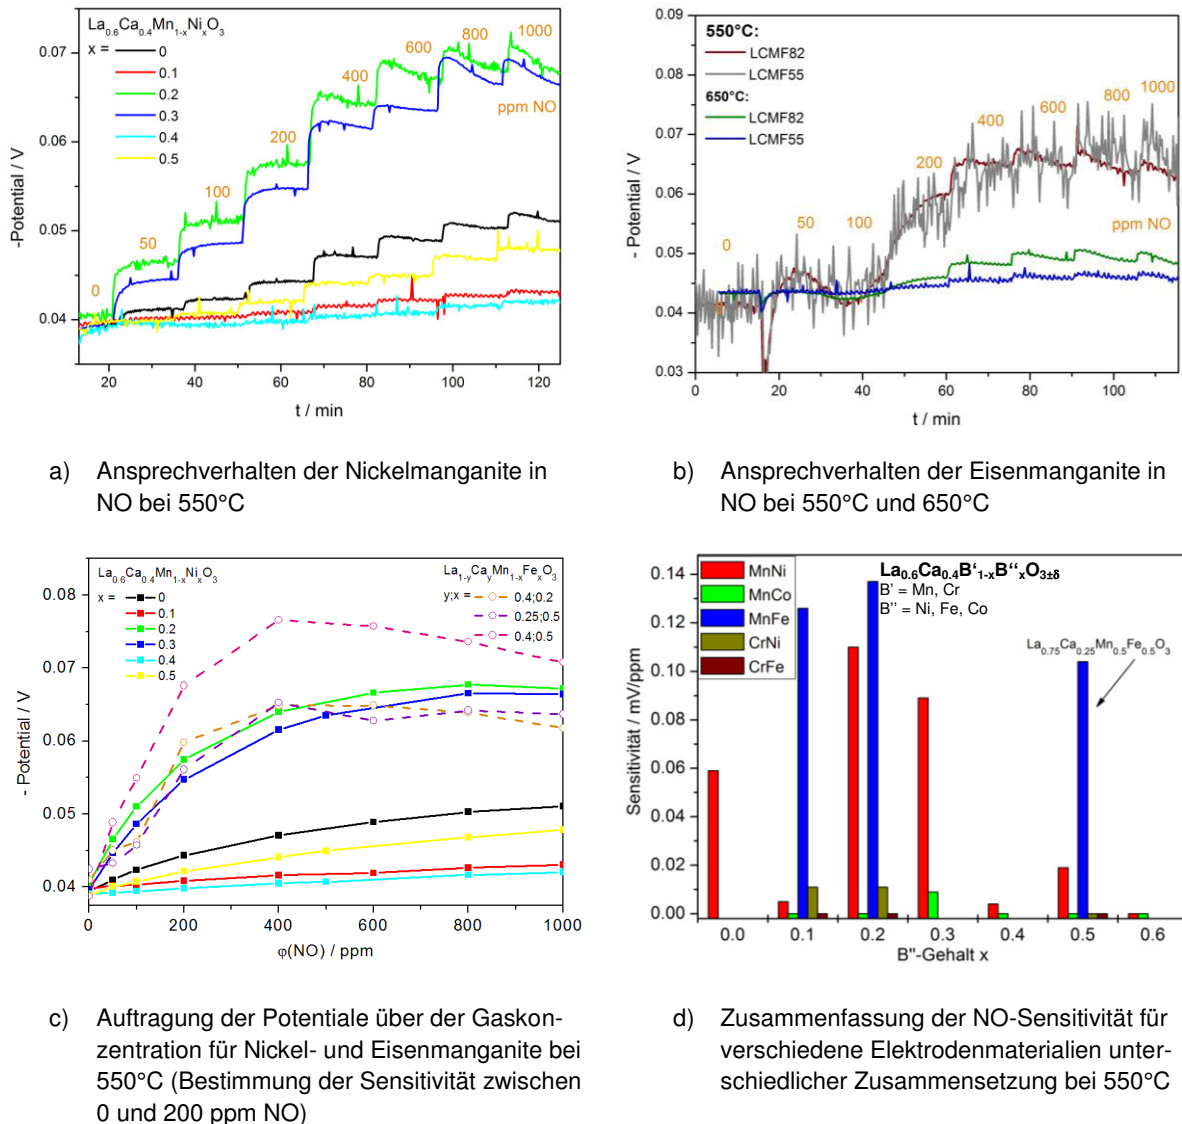 La0.6Ca0.4Mn1-xNixO3
x =
0
0.1
0.2
0.3
0.4
0.5
0
50
100
200
400
600
800
1000
ppm NO
-Potential / V
0.07
0.06
0.05
0.04
20
40
60
80
100
120
t / min
a) Ansprechverhalten der Nickelmanganite in
NO bei 550°C
550°C:
LCMF82
LCMF55
650°C:
LCMF82
LCMF55
0
50
100
200
400
600
800
1000
ppm NO
- Potential / V
0.09
0.08
0.07
0.06
0.05
0.04
0.03
0
20
40
60
80
100
t / min
b) Ansprechverhalten der Eisenmanganite in
NO bei 550°C und 650°C
La0.6Ca0.4Mn1-xNixO3
x =
0
0.1
0.2
0.3
0.4
0.5
La1-yCayMn1-xFexO3
y;x =
0.4;0.2
0.25;0.5
0.4;0.5
- Potential / V
0.08
0.07
0.06
0.05
0.04
0
200
400
600
800
1000
φ(NO) / ppm
c) Auftragung der Potentiale über der Gaskon-
zentration für Nickel- und Eisenmanganite bei
550°C (Bestimmung der Sensitivität zwischen
0 und 200 ppm NO)
MnNi
MnCo
MnFe
CrNi
CrFe
La0.6Ca0.4B‘1-xB‘‘xO3±δ
B' = Mn, Cr
B'' = Ni, Fe, Co
La0.75Ca0.25Mn0.5Fe0.5O3
Sensitivität / mV/ppm
0.14
0.12
0.10
0.08
0.06
0.04
0.02
0.00
0.0
0.1
0.2
0.3
0.4
0.5
0.6
B''-Gehalt x
d) Zusammenfassung der NO-Sensitivität für
verschiedene Elektrodenmaterialien unter-
schiedlicher Zusammensetzung bei 550°C